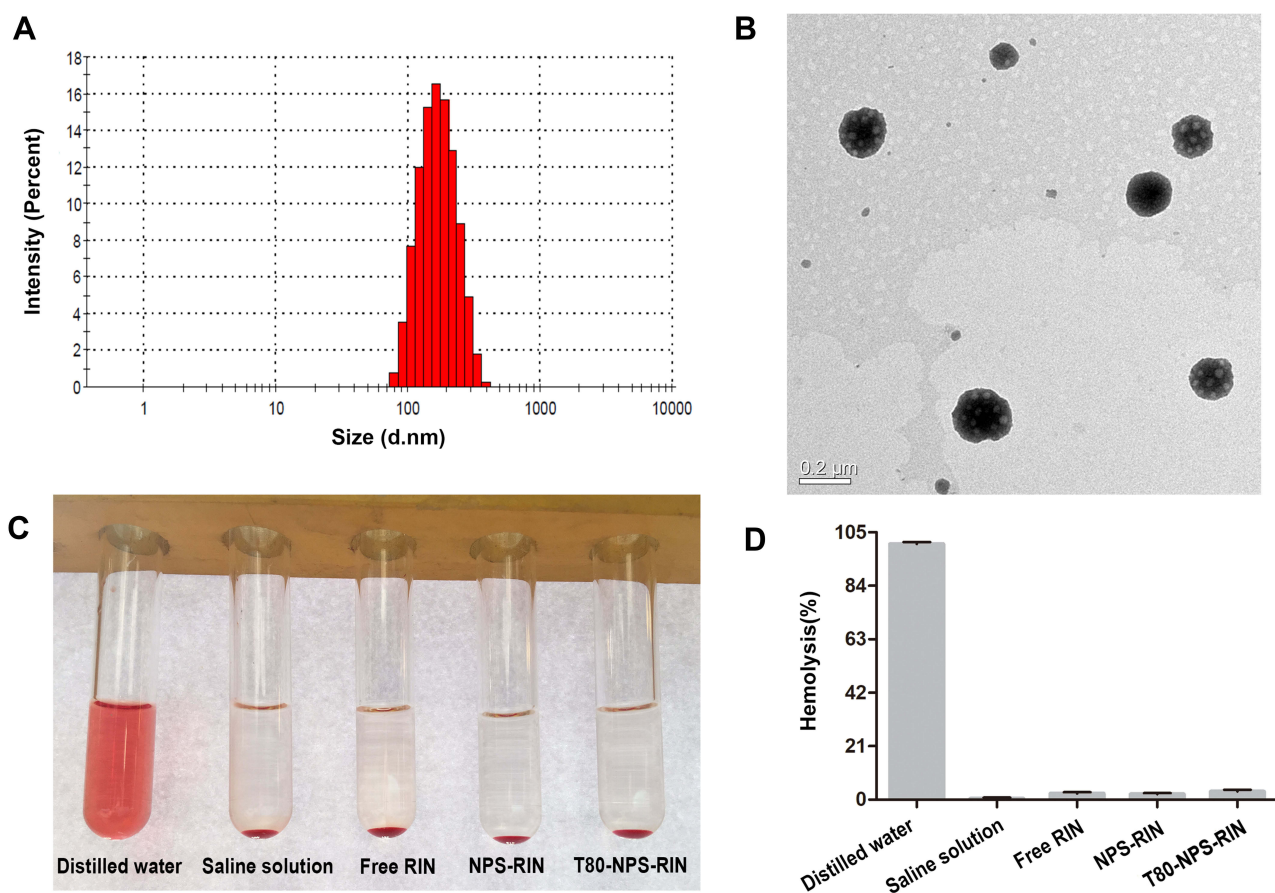 A
Intensity (Percent)
18
16
14
12
10
8
6
4
2
0
1
10
100
1000
10000
Size (d.nm)
B
0.2 µm
C
Distilled water
Saline solution
Free RIN
NPS-RIN
T80-NPS-RIN
D
Hemolysis(%)
105
84
63
42
21
0
Distilled water
Saline solution
Free RIN
NPS-RIN
T80-NPS-RIN